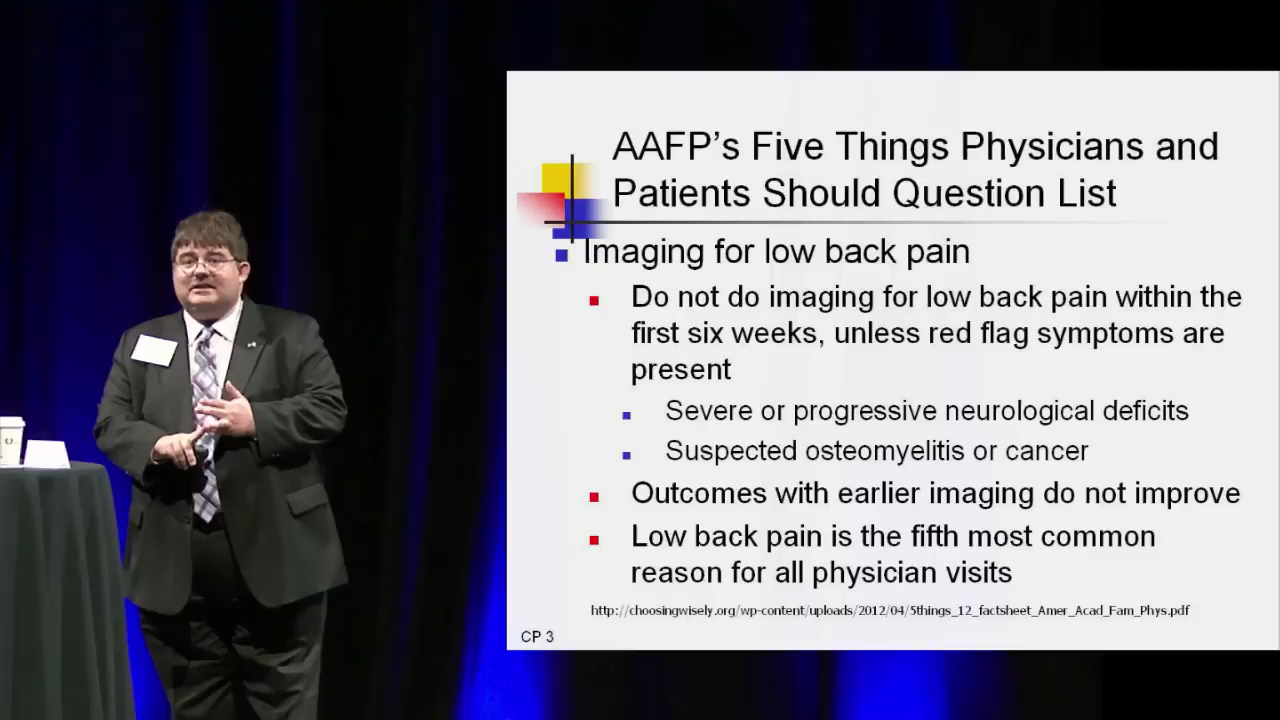 AAFP's Five Things Physicians and
Patients Should Question List
Imaging for low back pain
Do not do imaging for low back pain within the
first six weeks, unless red flag symptoms are
present
Severe or progressive neurological deficits
Suspected osteomyelitis or cancer
Outcomes with earlier imaging do not improve
Low back pain is the fifth most common
reason for all physician visits
http://choosingwisely.org/wp-content/uploads/2012/04/5things_12_factsheet_Amer_Acad_Fam_Phys.pdf
CP 3